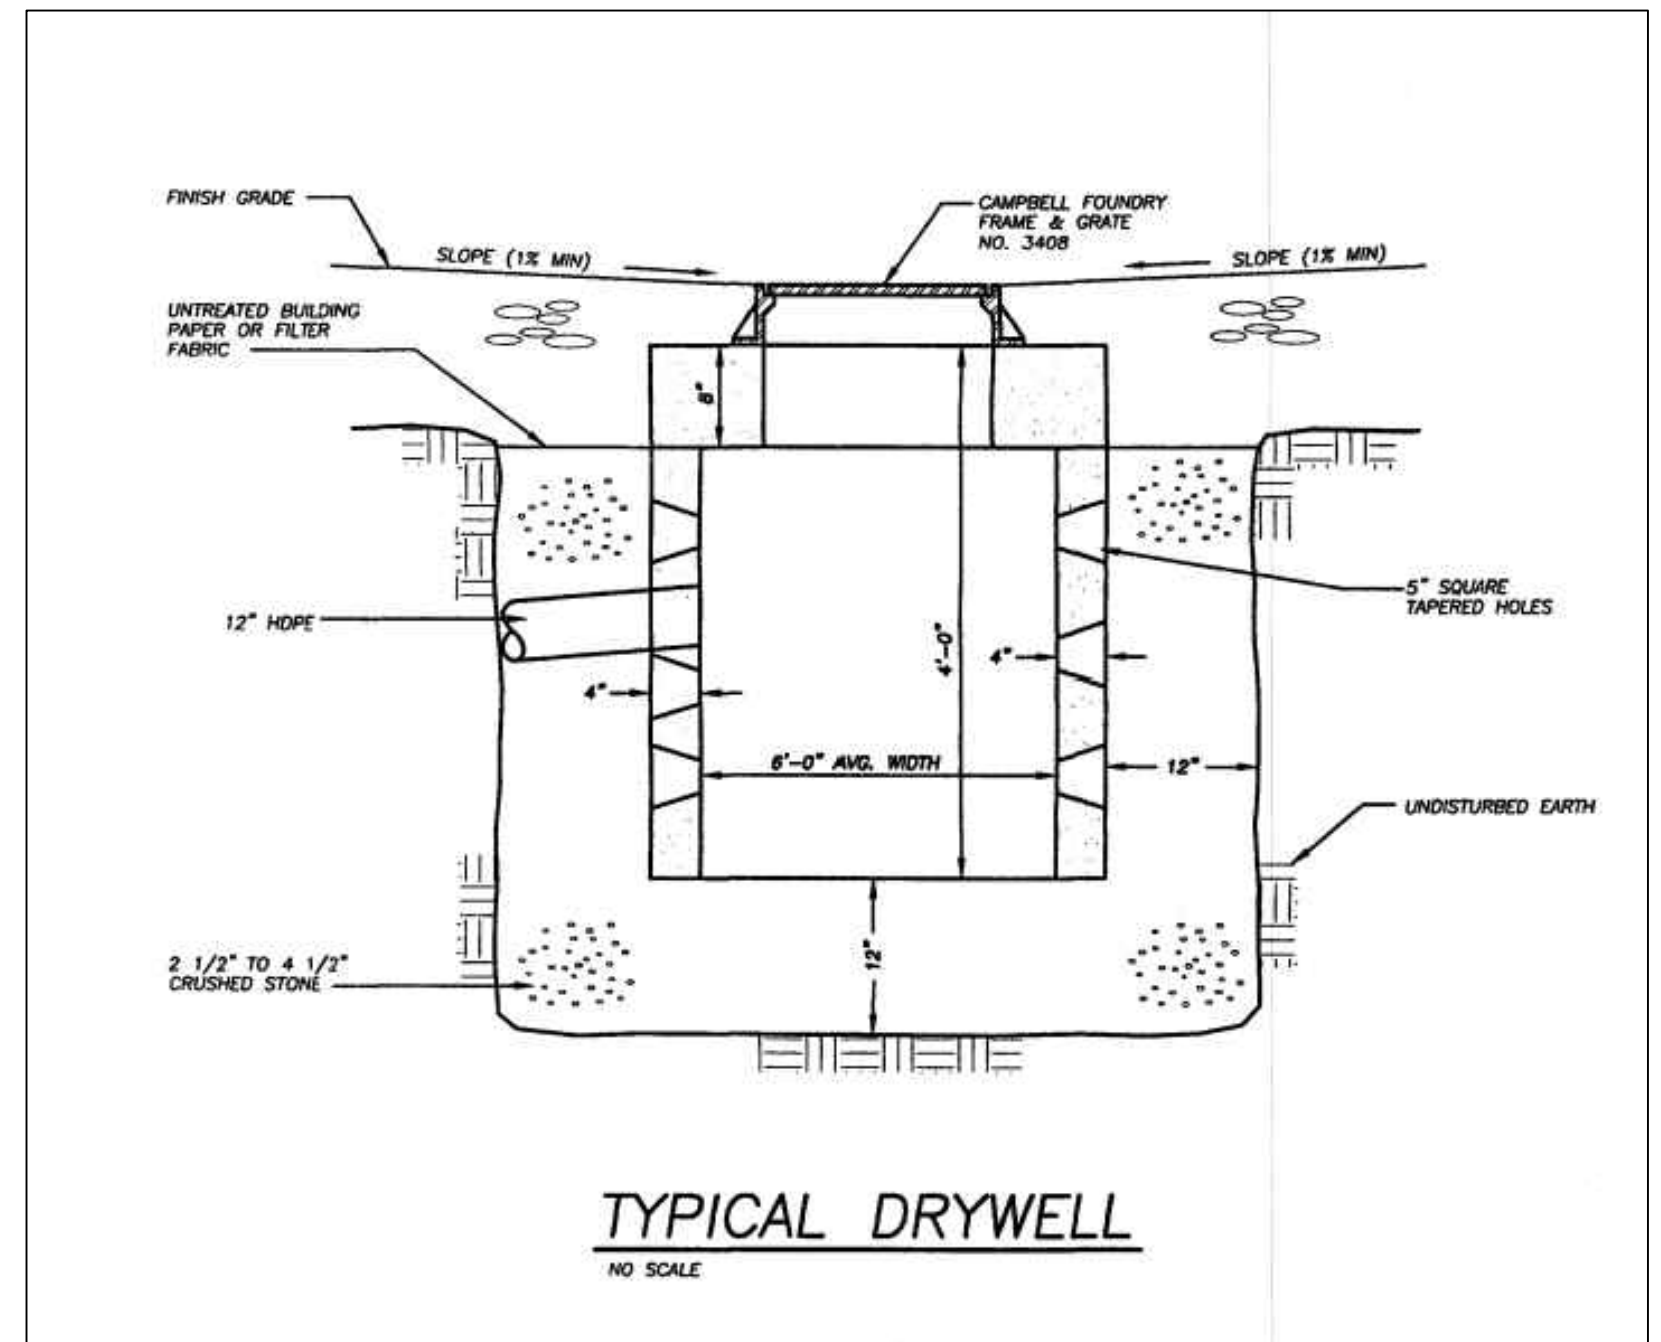 FINISH GRADE
CAMPBELL FOUNDRY
FRAME & GRATE
NO. 3408
SLOPE (1% MIN)
SLOPE (1% MIN)
UNTREATED BUILDING
PAPER OR FILTER
FABRIC
8"
12" HDPE
5" SQUARE
TAPERED HOLES
4'-0"
4"
4"
6'-0" AVG. WIDTH
12"
UNDISTURBED EARTH
12"
2 1/2" TO 4 1/2"
CRUSHED STONE
TYPICAL DRYWELL
NO SCALE